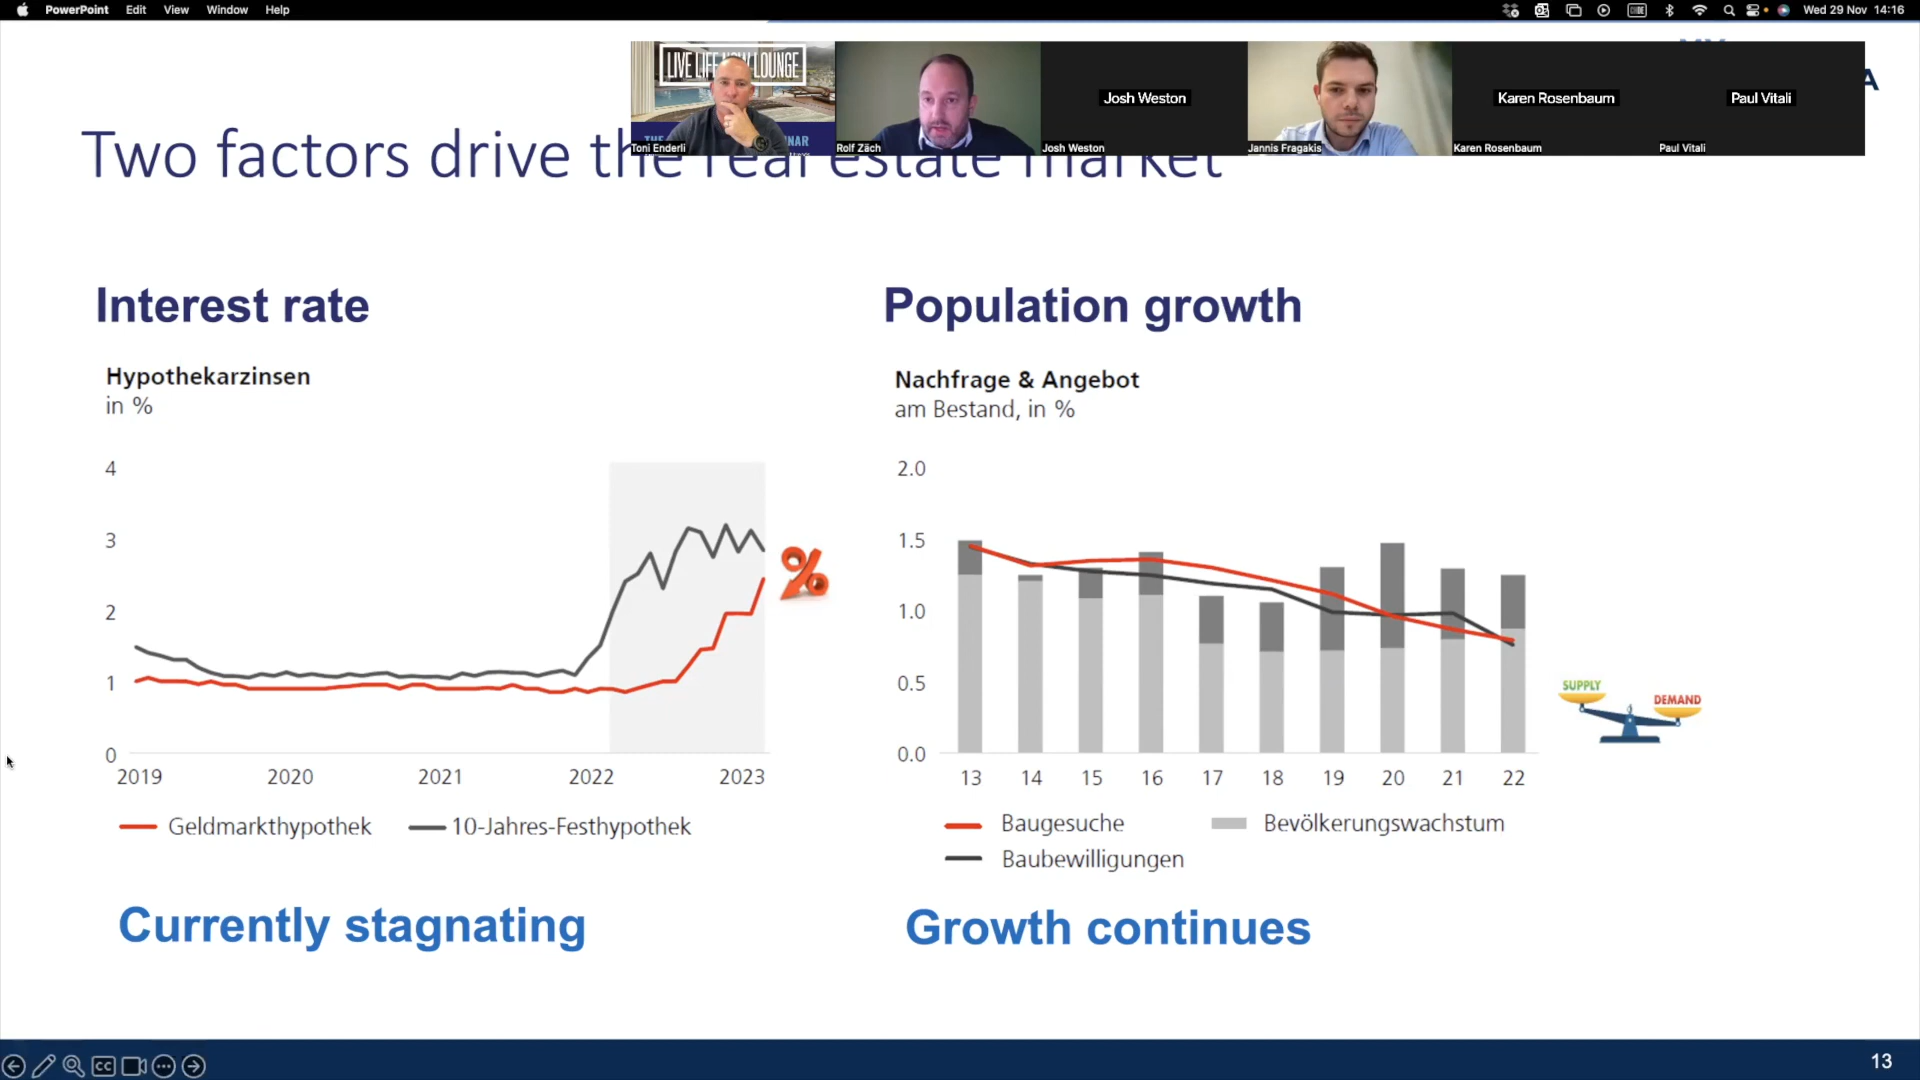 PowerPoint Edit View Window Help
Wed 29 Nov 14:16
LIVE LIFE NOW LOUNGE
Josh Weston
Karen Rosenbaum
Paul Vitali
Toni Enderli
Rolf Zäch
Josh Weston
Jannis Fragakis
Karen Rosenbaum
Paul Vitali
Two factors drive the real estate market
Interest rate
Hypothekarzinsen
in %
4
3
2
1
0
2019 2020 2021 2022 2023
%
Geldmarkthypothek 10-Jahres-Festhypothek
Currently stagnating
Population growth
Nachfrage & Angebot
am Bestand, in %
2.0
1.5
1.0
0.5
0.0
13 14 15 16 17 18 19 20 21 22
SUPPLY
DEMAND
Baugesuche Bevölkerungswachstum
Baubewilligungen
Growth continues
CC
13